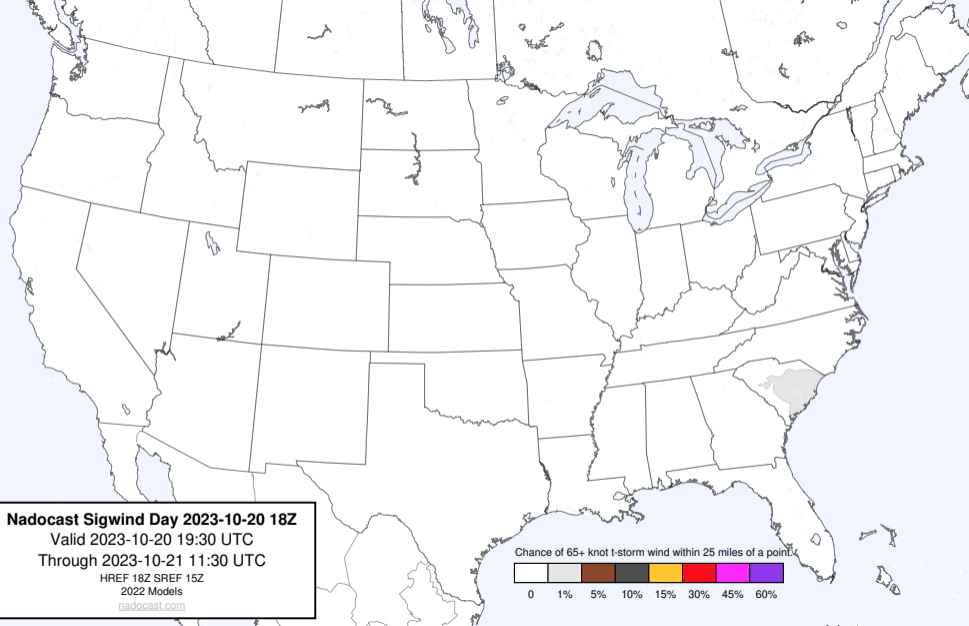 Nadocast Sigwind Day 2023-10-20 18Z
Valid 2023-10-20 19:30 UTC
Through 2023-10-21 11:30 UTC
HREF 18Z SREF 15Z
2022 Models
nadocast.com
Chance of 65+ knot t-storm wind within 25 miles of a point.
0 1% 5% 10% 15% 30% 45% 60%